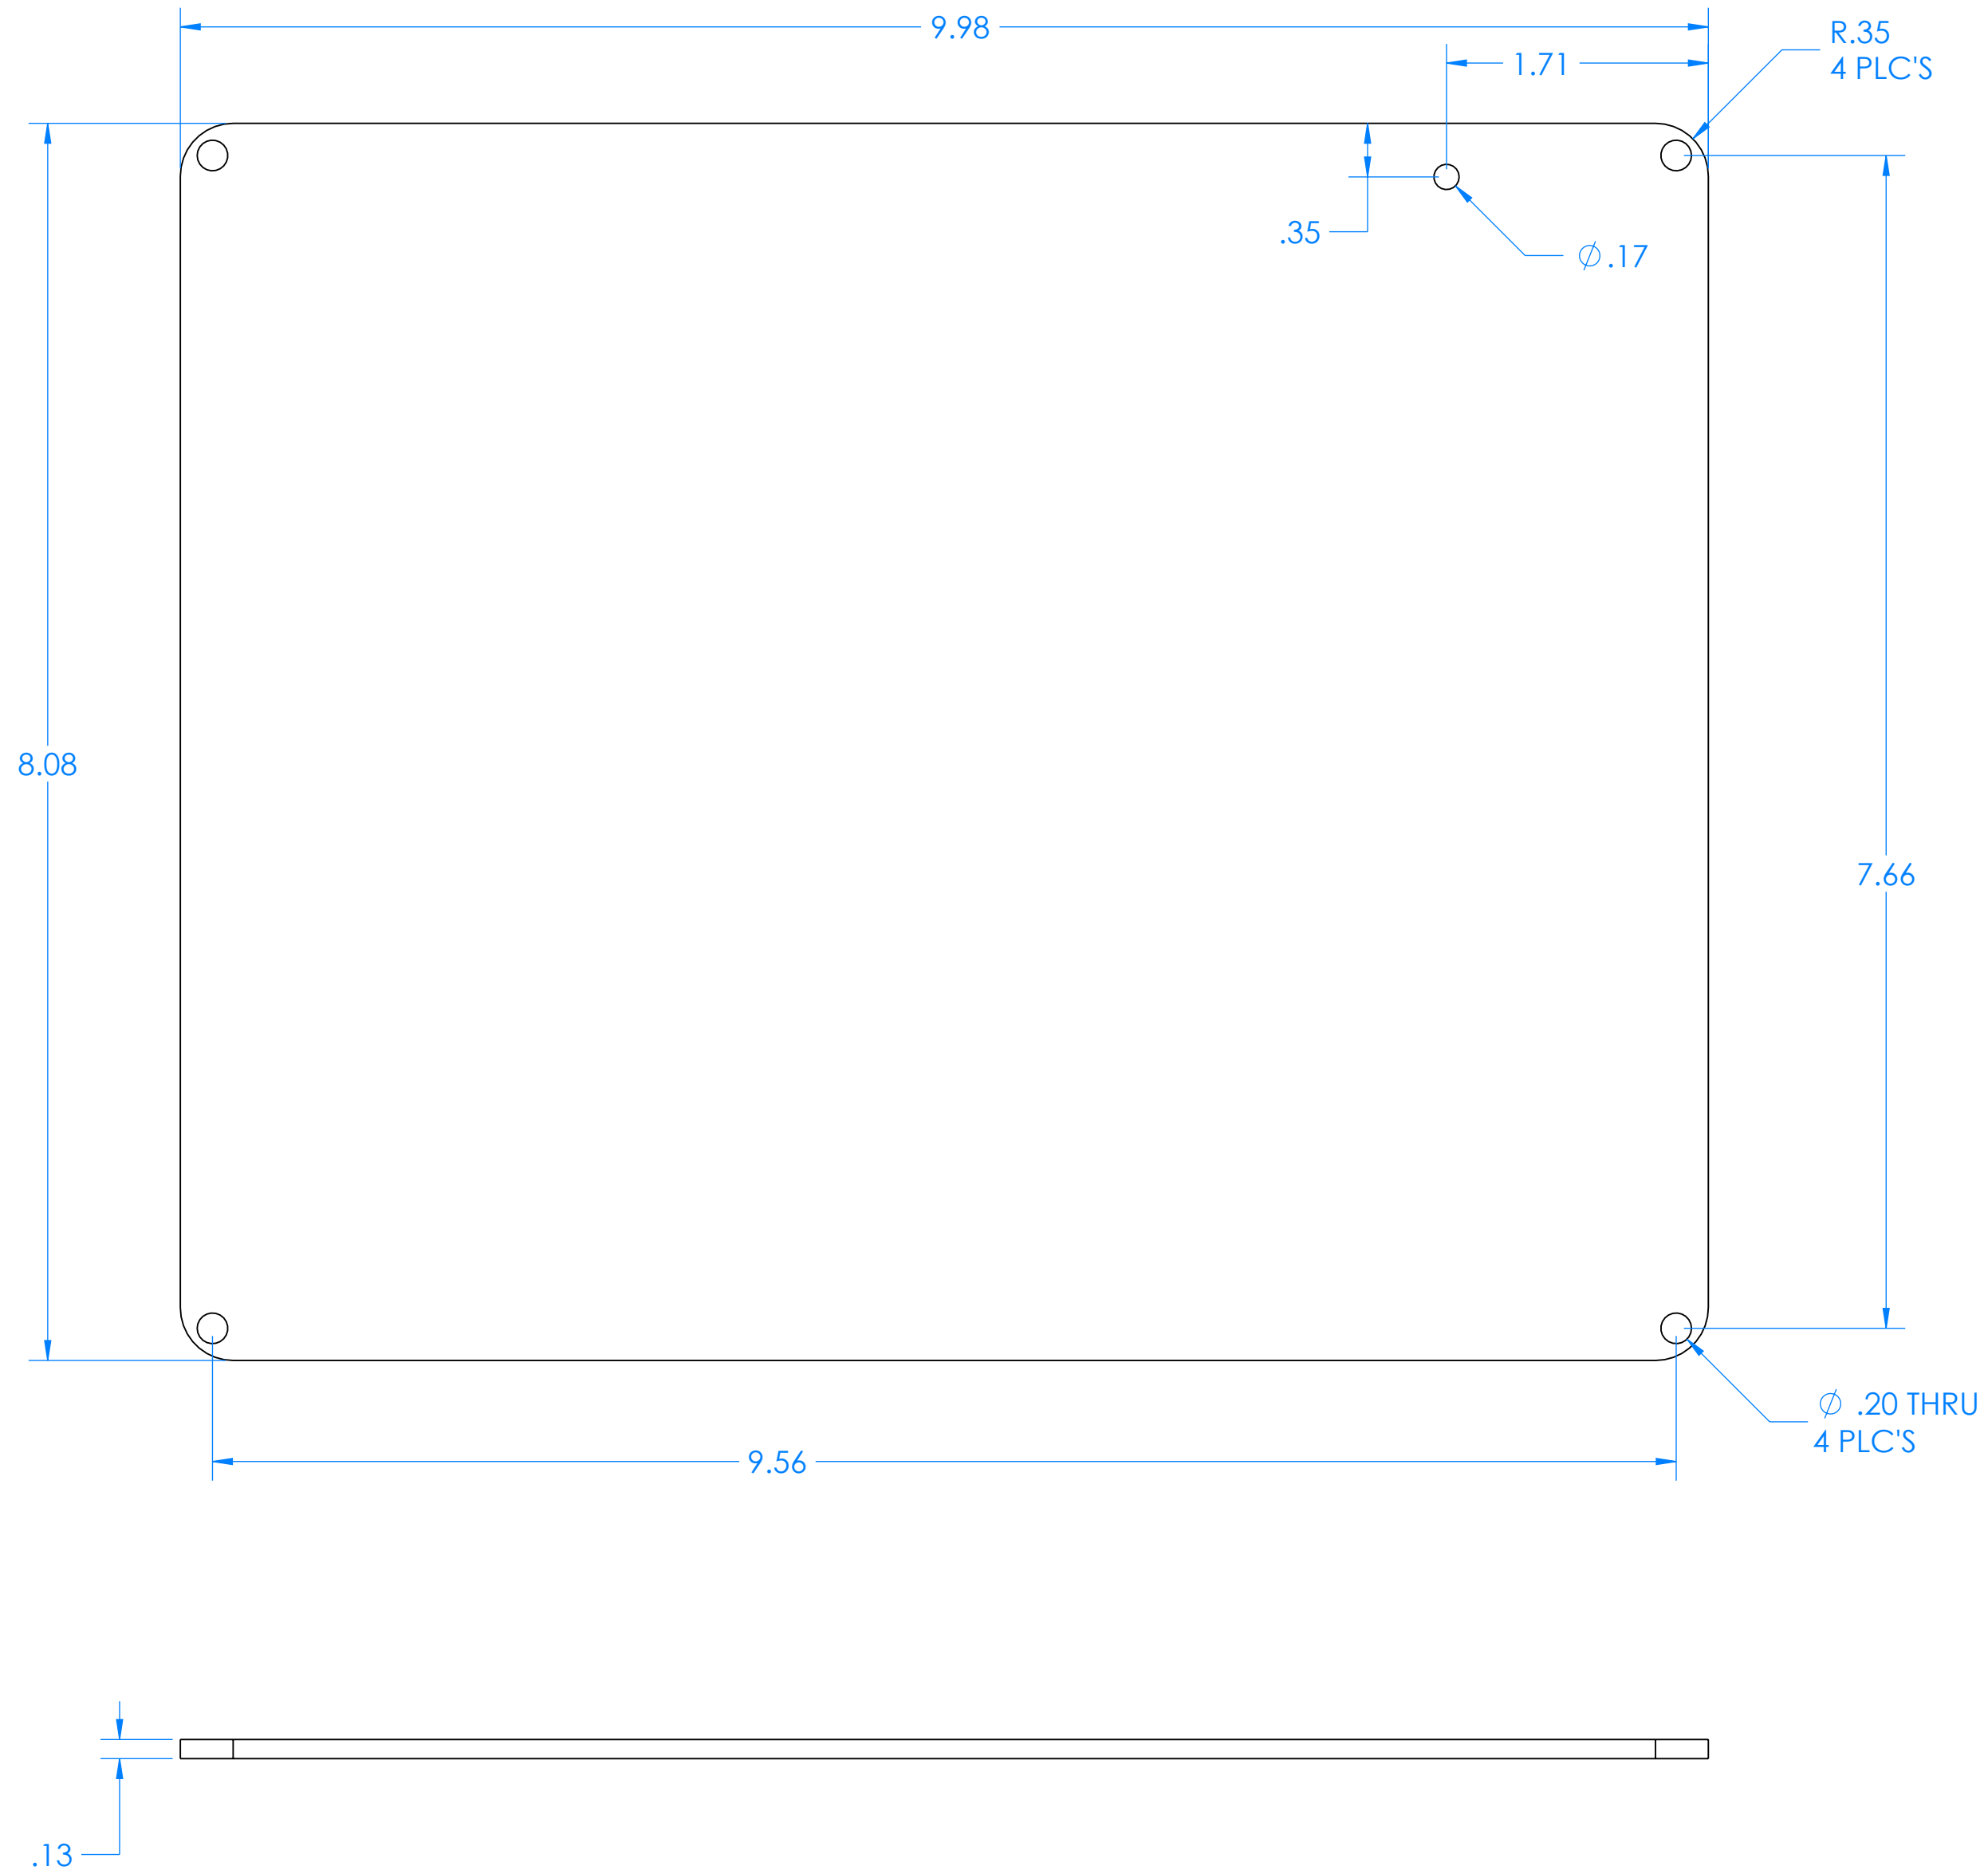 9.98
R.35
4 PLC'S
1.71
.35
⌀ .17
8.08
7.66
⌀ .20 THRU
4 PLC'S
9.56
.13